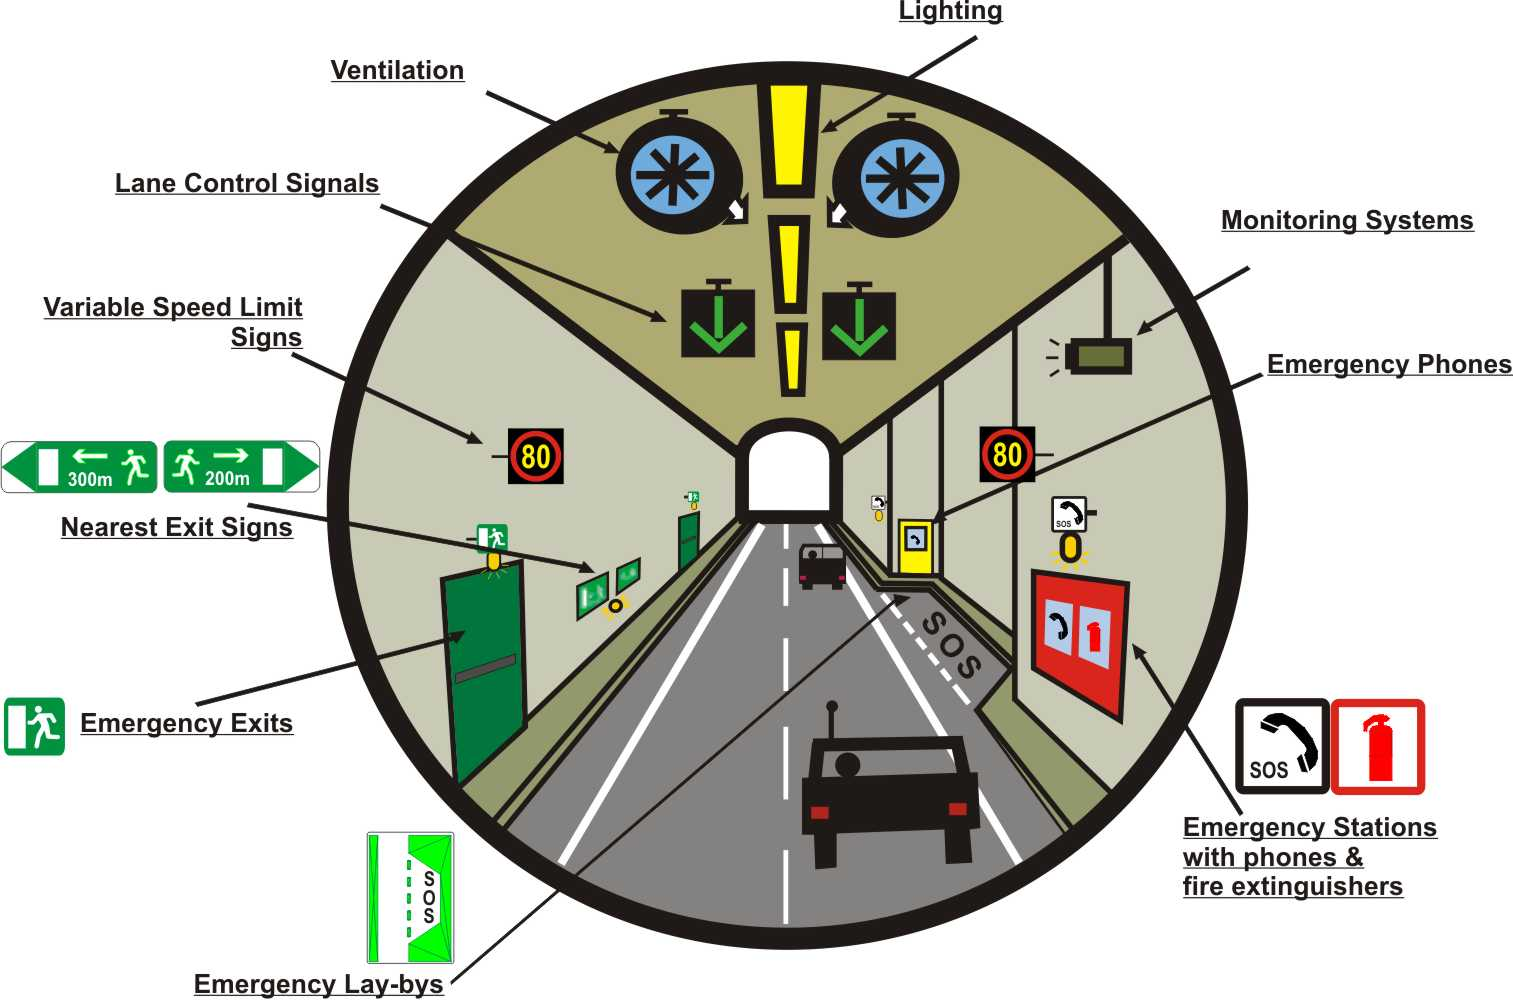 Lighting
Ventilation
Lane Control Signals
Monitoring Systems
Variable Speed Limit
Signs
Emergency Phones
80
80
300m
200m
Nearest Exit Signs
SOS
SOS
Emergency Exits
SOS
Emergency Stations
with phones &
fire extinguishers
SOS
Emergency Lay-bys